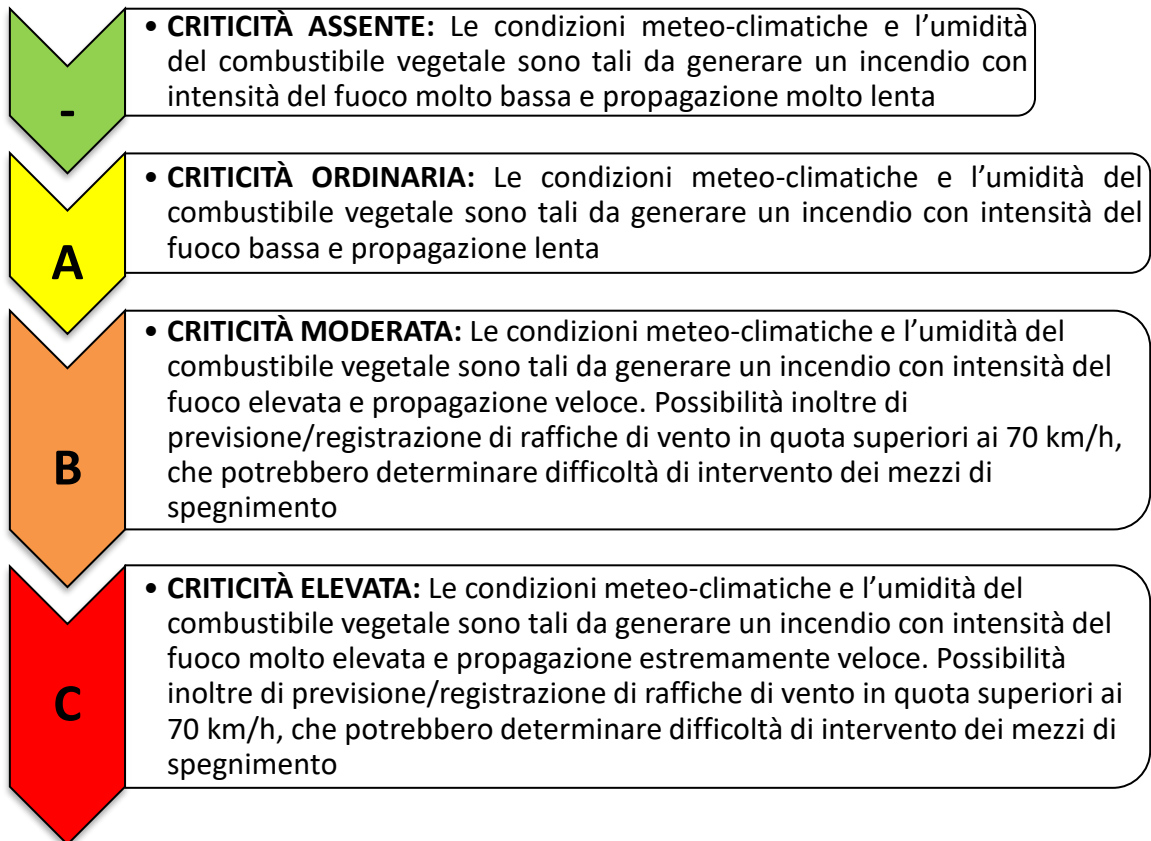 -
• CRITICITÀ ASSENTE: Le condizioni meteo-climatiche e l’umidità
del combustibile vegetale sono tali da generare un incendio con
intensità del fuoco molto bassa e propagazione molto lenta
A
• CRITICITÀ ORDINARIA: Le condizioni meteo-climatiche e l’umidità del
combustibile vegetale sono tali da generare un incendio con intensità del
fuoco bassa e propagazione lenta
B
• CRITICITÀ MODERATA: Le condizioni meteo-climatiche e l’umidità del
combustibile vegetale sono tali da generare un incendio con intensità del
fuoco elevata e propagazione veloce. Possibilità inoltre di
previsione/registrazione di raffiche di vento in quota superiori ai 70 km/h,
che potrebbero determinare difficoltà di intervento dei mezzi di
spegnimento
C
• CRITICITÀ ELEVATA: Le condizioni meteo-climatiche e l’umidità del
combustibile vegetale sono tali da generare un incendio con intensità del
fuoco molto elevata e propagazione estremamente veloce. Possibilità
inoltre di previsione/registrazione di raffiche di vento in quota superiori ai
70 km/h, che potrebbero determinare difficoltà di intervento dei mezzi di
spegnimento